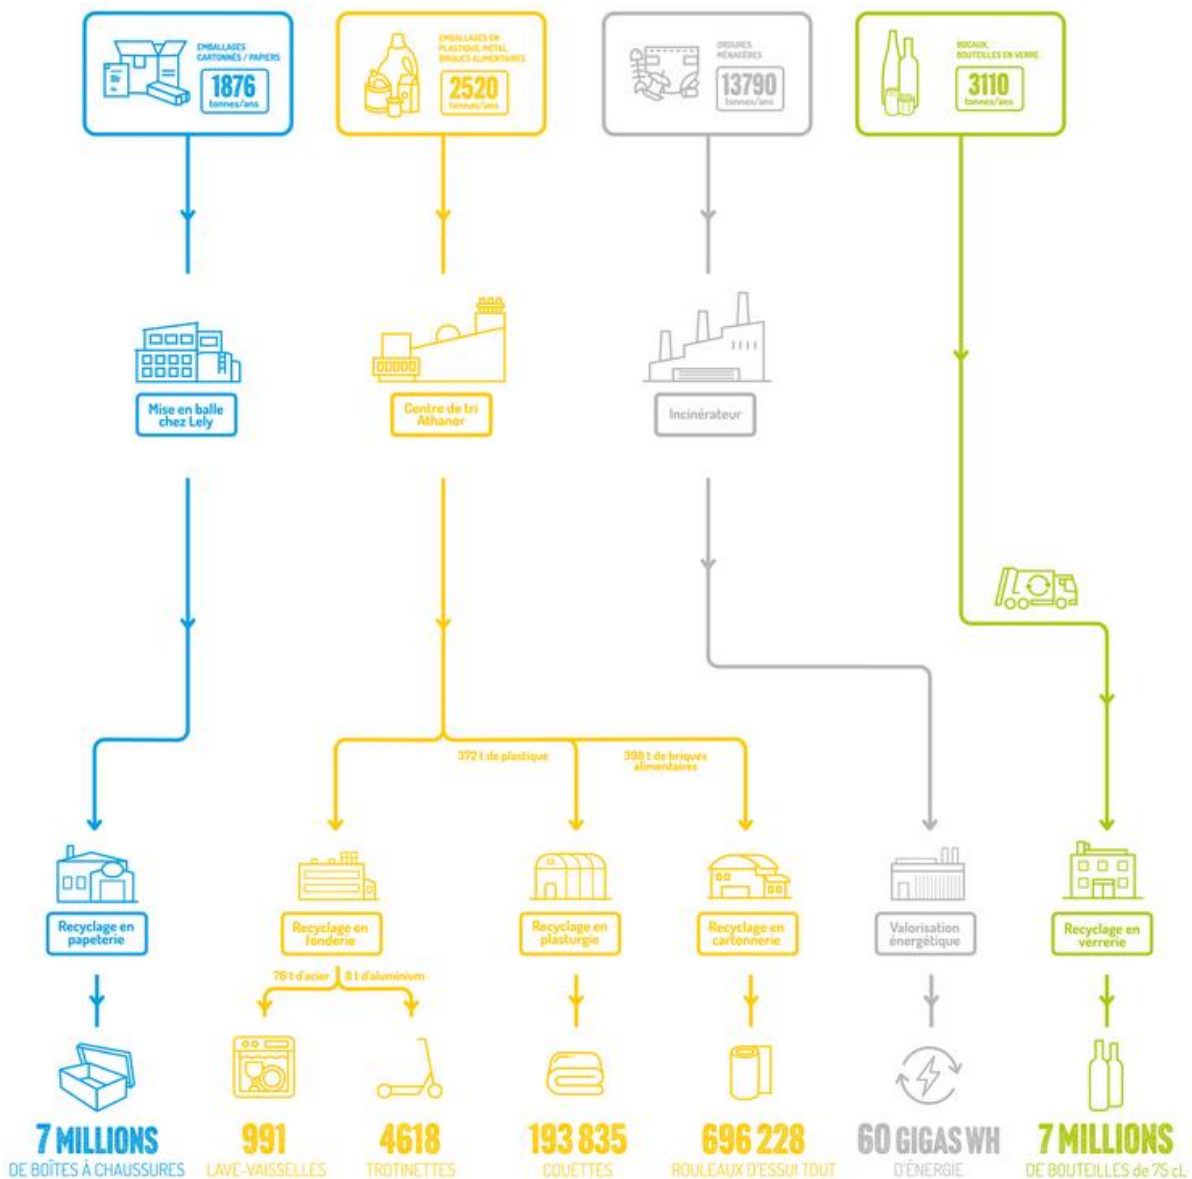 EMBALLAGES
CARTONNÉS / PAPIERS
1876
tonnes/ans
EMBALLAGES EN
PLASTIQUE, MÉTAL,
BRIQUES ALIMENTAIRES
2520
tonnes/ans
ORDURES
MÉNAGÈRES
13790
tonnes/ans
BOCAUX,
BOUTEILLES EN VERRE
3110
tonnes/ans
Mise en balle
chez Lely
Centre de tri
Athanor
Incinérateur
372 t de plastique
398 t de briques
alimentaires
Recyclage en
papeterie
Recyclage en
fonderie
Recyclage en
plasturgie
Recyclage en
cartonnerie
Valorisation
énergétique
Recyclage en
verrerie
76 t d'acier
8 t d'aluminium
7 MILLIONS
DE BOÎTES À CHAUSSURES
991
LAVE-VAISSELLES
4618
TROTINETTES
193 835
COUETTES
696 228
ROULEAUX D'ESSUI TOUT
60 GIGAS WH
D'ÉNERGIE
7 MILLIONS
DE BOUTEILLES de 75 cL